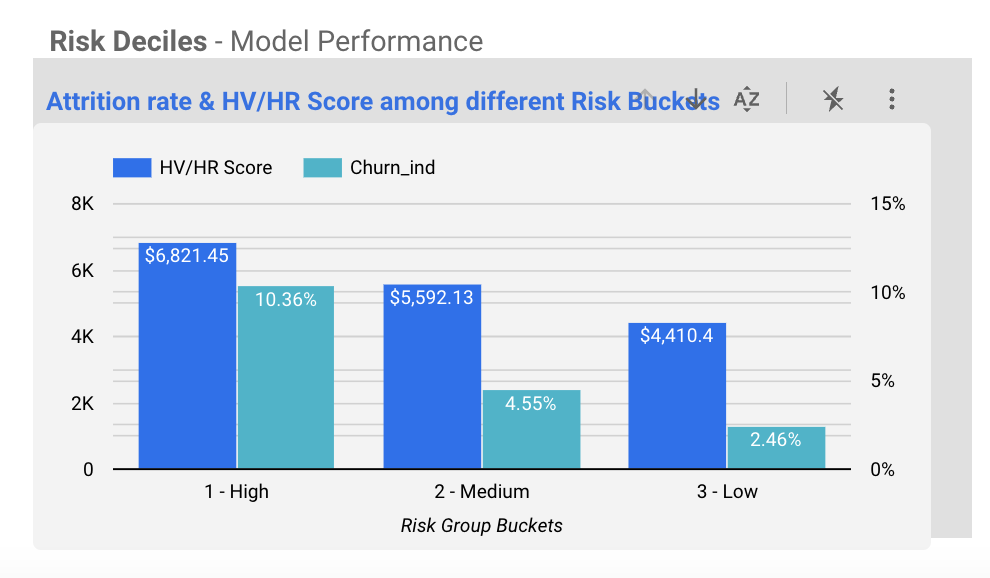 Risk Deciles - Model Performance
Attrition rate & HV/HR Score among different Risk Buckets
HV/HR Score Churn_ind
8K 15%
$6,821.45
6K
$5,592.13
10.36% 10%
4K
$4,410.4
5%
2K
4.55%
2.46%
0 0%
1 - High 2 - Medium 3 - Low
Risk Group Buckets